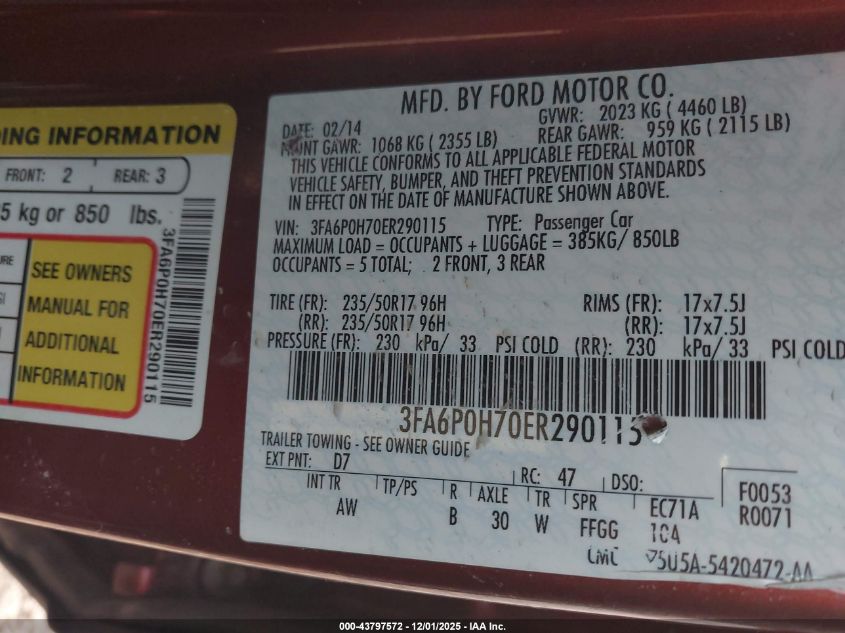 DING INFORMATION
FRONT: 2 REAR: 3
5 kg or 850 lbs.
SEE OWNERS
MANUAL FOR
ADDITIONAL
INFORMATION
3FA6P0H70ER290115
MFD. BY FORD MOTOR CO.
DATE: 02/14 GVWR: 2023 KG ( 4460 LB)
FRONT GAWR: 1068 KG ( 2355 LB) REAR GAWR: 959 KG ( 2115 LB)
THIS VEHICLE CONFORMS TO ALL APPLICABLE FEDERAL MOTOR
VEHICLE SAFETY, BUMPER, AND THEFT PREVENTION STANDARDS
IN EFFECT ON THE DATE OF MANUFACTURE SHOWN ABOVE.
VIN: 3FA6P0H70ER290115 TYPE: Passenger Car
MAXIMUM LOAD = OCCUPANTS + LUGGAGE = 385KG/ 850LB
OCCUPANTS = 5 TOTAL; 2 FRONT, 3 REAR
TIRE (FR): 235/50R17 96H RIMS (FR): 17x7.5J
(RR): 235/50R17 96H (RR): 17x7.5J
PRESSURE (FR): 230 kPa/ 33 PSI COLD (RR): 230 kPa/ 33 PSI COLD
3FA6P0H70ER290115
TRAILER TOWING - SEE OWNER GUIDE
EXT PNT: D7 RC: 47 DSO:
INT TR TP/PS R AXLE TR SPR EC71A F0053
AW B 30 W FFGG 10A R0071
5U5A-5420472-AA
000-43797572 - 12/01/2025 - IAA Inc.